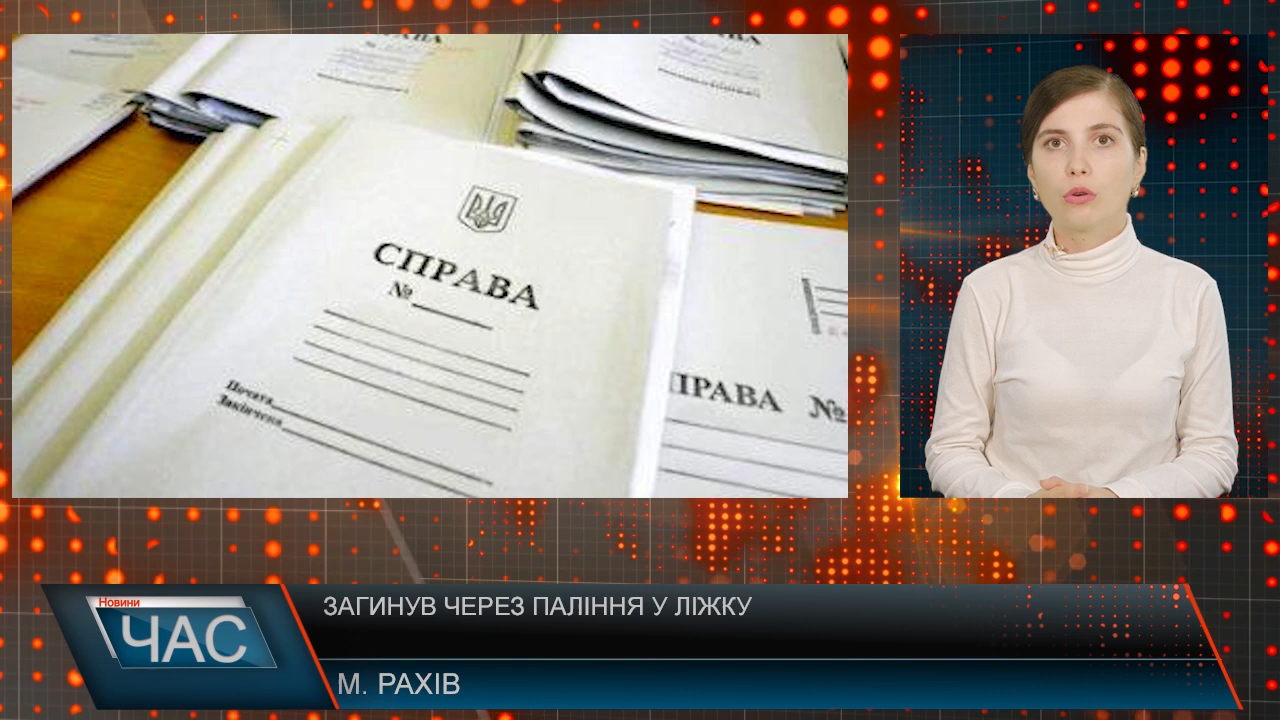 СПРАВА
№
Почата
Закінчена
ПРАВА №
Новини
ЧАС
ЗАГИНУВ ЧЕРЕЗ ПАЛІННЯ У ЛІЖКУ
М. РАХІВ